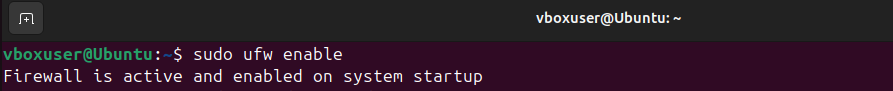 vboxuser@Ubuntu: ~
vboxuser@Ubuntu:~$ sudo ufw enable
Firewall is active and enabled on system startup